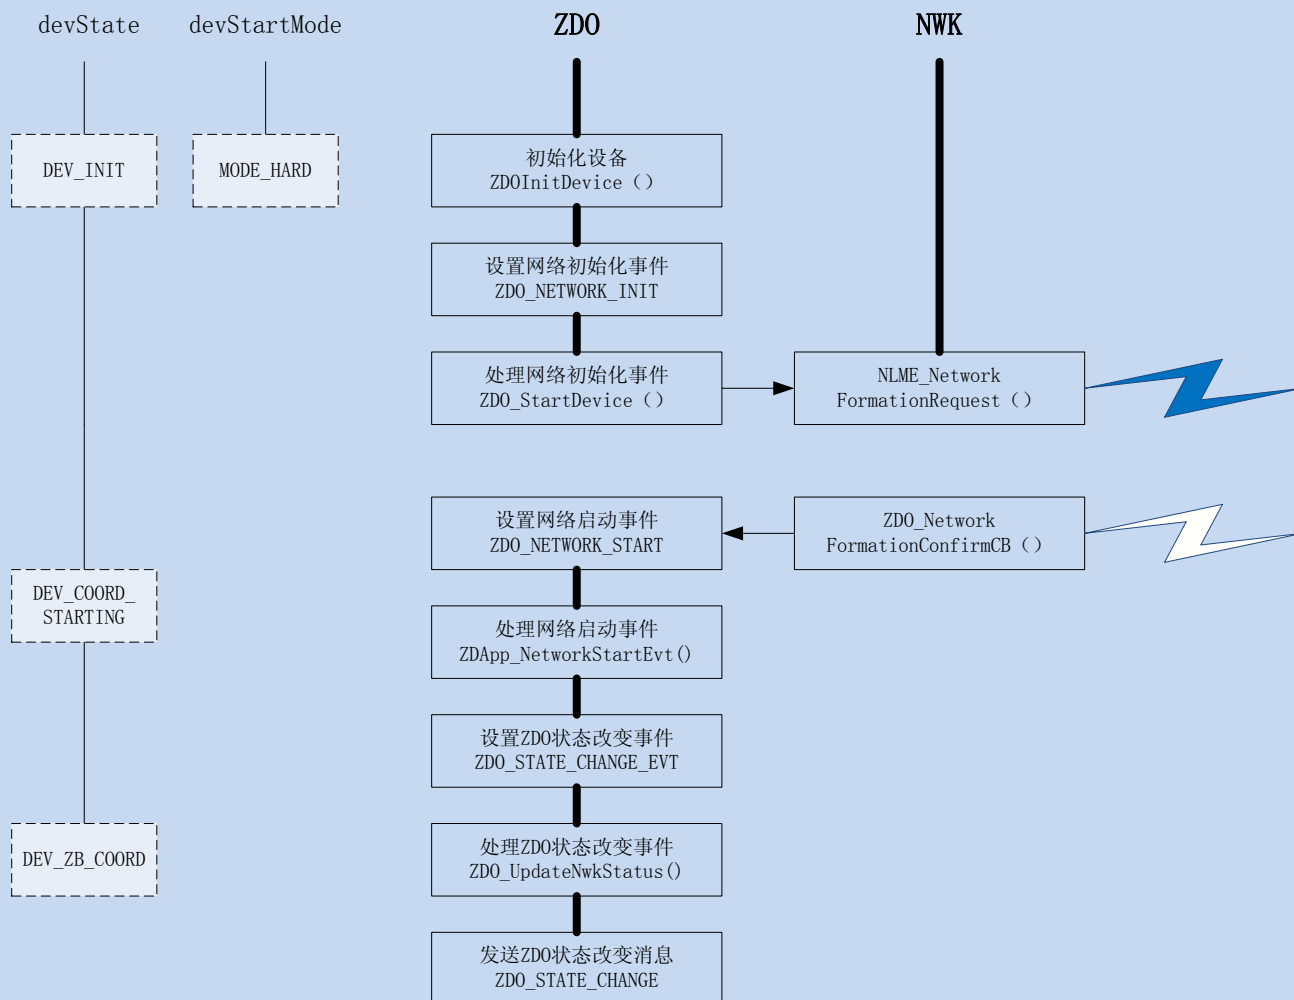 devState
devStartMode
ZDO
NWK
DEV_INIT
MODE_HARD
初始化设备
ZDOInitDevice（）
设置网络初始化事件
ZDO_NETWORK_INIT
处理网络初始化事件
ZDO_StartDevice（）
NLME_Network
FormationRequest（）
设置网络启动事件
ZDO_NETWORK_START
ZDO_Network
FormationConfirmCB（）
DEV_COORD_
STARTING
处理网络启动事件
ZDApp_NetworkStartEvt()
设置ZDO状态改变事件
ZDO_STATE_CHANGE_EVT
DEV_ZB_COORD
处理ZDO状态改变事件
ZDO_UpdateNwkStatus()
发送ZDO状态改变消息
ZDO_STATE_CHANGE